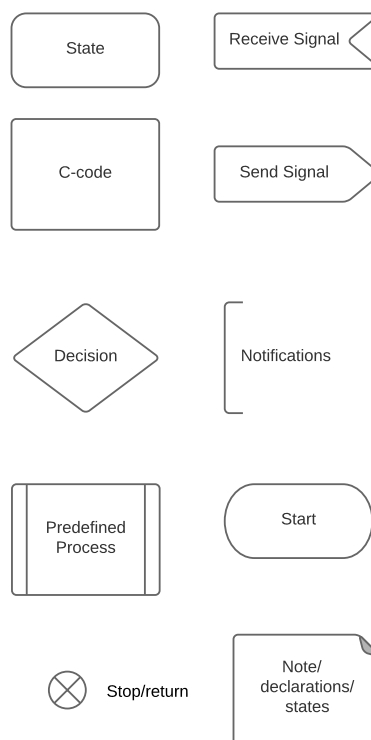 State
Receive Signal
C-code
Send Signal
Decision
Notifications
Predefined
Process
Start
Stop/return
Note/
declarations/
states